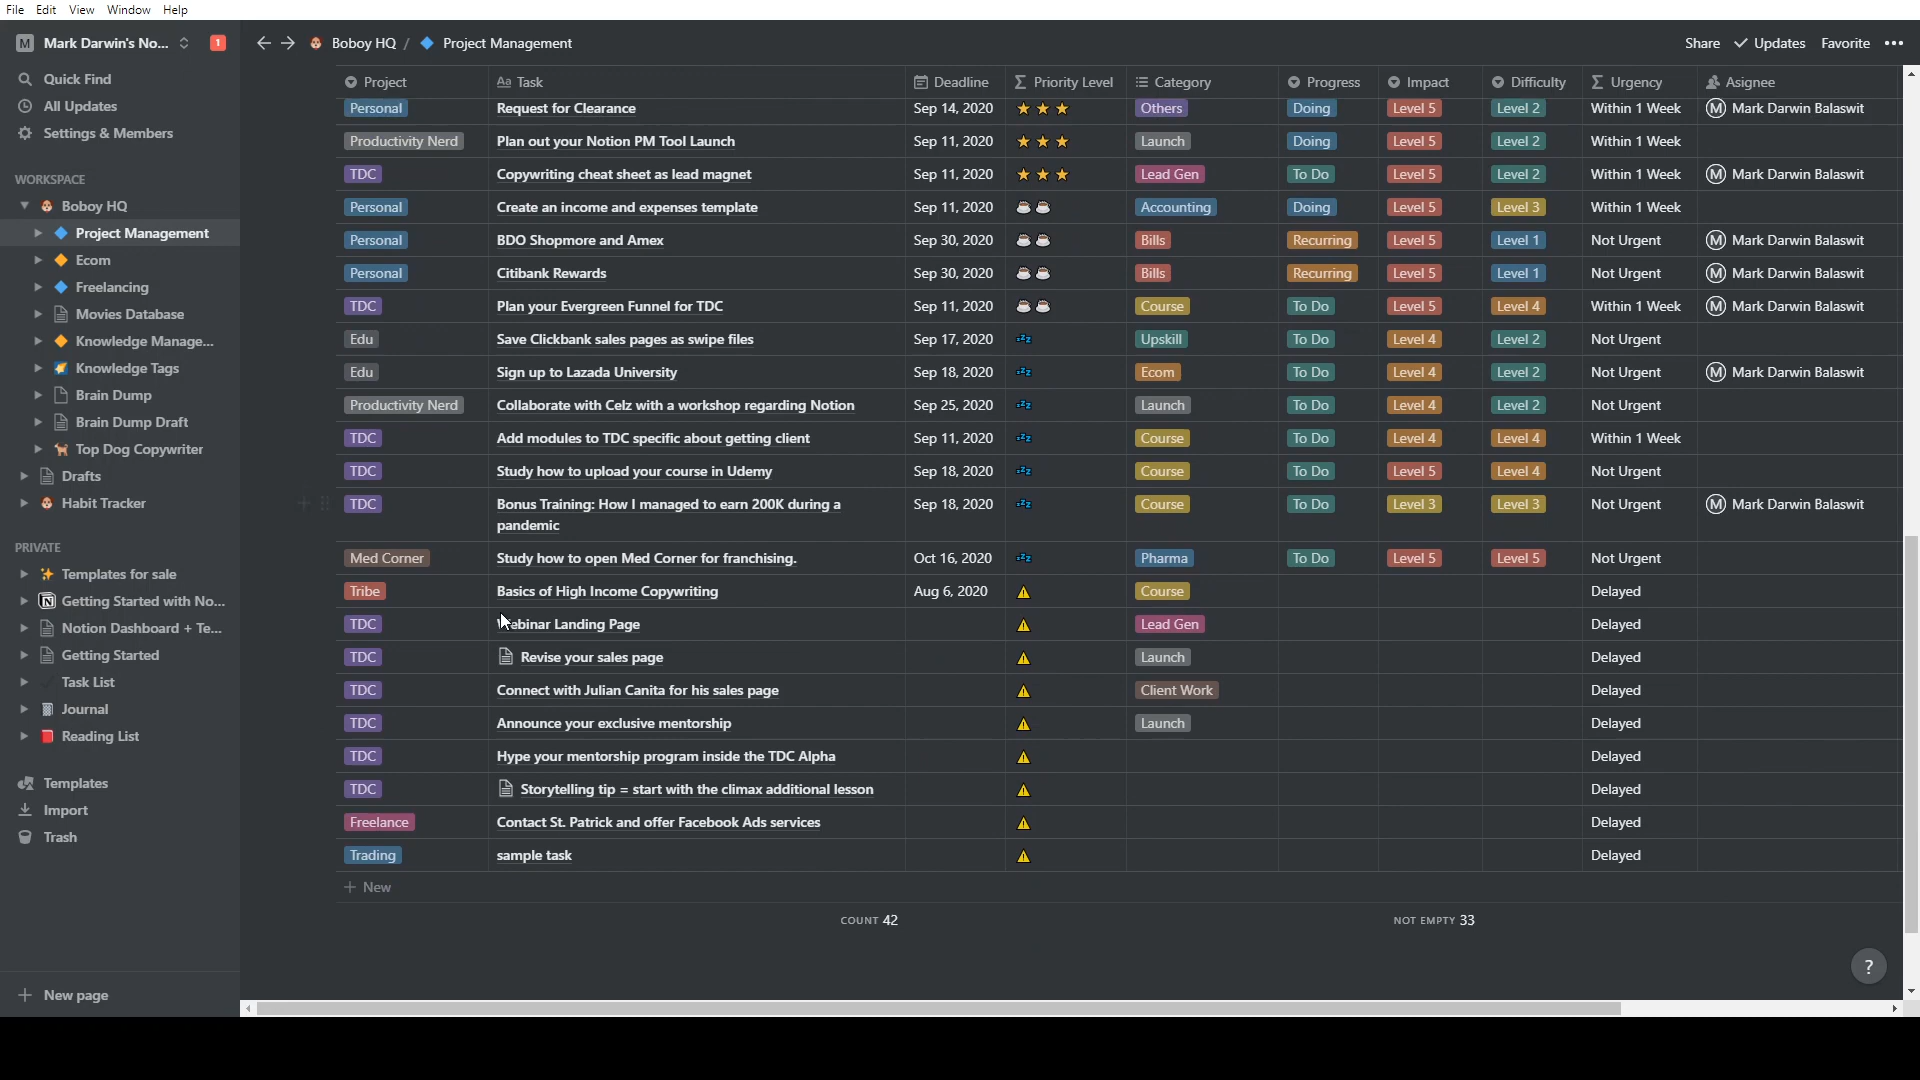 File Edit View Window Help
M Mark Darwin's No... 1
Boboy HQ / Project Management
Share Updates Favorite
Quick Find
All Updates
Settings & Members
WORKSPACE
Boboy HQ
Project Management
Ecom
Freelancing
Movies Database
Knowledge Manage...
Knowledge Tags
Brain Dump
Brain Dump Draft
Top Dog Copywriter
Drafts
Habit Tracker
PRIVATE
Templates for sale
Getting Started with No...
Notion Dashboard + Te...
Getting Started
Task List
Journal
Reading List
Templates
Import
Trash
New page
Project Aa Task Deadline Priority Level Category Progress Impact Difficulty Urgency Asignee
Personal Request for Clearance Sep 14, 2020 Others Doing Level 5 Level 2 Within 1 Week M Mark Darwin Balaswit
Productivity Nerd Plan out your Notion PM Tool Launch Sep 11, 2020 Launch Doing Level 5 Level 2 Within 1 Week
TDC Copywriting cheat sheet as lead magnet Sep 11, 2020 Lead Gen To Do Level 5 Level 2 Within 1 Week M Mark Darwin Balaswit
Personal Create an income and expenses template Sep 11, 2020 Accounting Doing Level 5 Level 3 Within 1 Week
Personal BDO Shopmore and Amex Sep 30, 2020 Bills Recurring Level 5 Level 1 Not Urgent M Mark Darwin Balaswit
Personal Citibank Rewards Sep 30, 2020 Bills Recurring Level 5 Level 1 Not Urgent M Mark Darwin Balaswit
TDC Plan your Evergreen Funnel for TDC Sep 11, 2020 Course To Do Level 5 Level 4 Within 1 Week M Mark Darwin Balaswit
Edu Save Clickbank sales pages as swipe files Sep 17, 2020 Upskill To Do Level 4 Level 2 Not Urgent
Edu Sign up to Lazada University Sep 18, 2020 Ecom To Do Level 4 Level 2 Not Urgent M Mark Darwin Balaswit
Productivity Nerd Collaborate with Celz with a workshop regarding Notion Sep 25, 2020 Launch To Do Level 4 Level 2 Not Urgent
TDC Add modules to TDC specific about getting client Sep 11, 2020 Course To Do Level 4 Level 4 Within 1 Week
TDC Study how to upload your course in Udemy Sep 18, 2020 Course To Do Level 5 Level 4 Not Urgent
TDC Bonus Training: How I managed to earn 200K during a Sep 18, 2020 Course To Do Level 3 Level 3 Not Urgent M Mark Darwin Balaswit
pandemic
Med Corner Study how to open Med Corner for franchising. Oct 16, 2020 Pharma To Do Level 5 Level 5 Not Urgent
Tribe Basics of High Income Copywriting Aug 6, 2020 Course Delayed
TDC Webinar Landing Page Lead Gen Delayed
TDC Revise your sales page Launch Delayed
TDC Connect with Julian Canita for his sales page Client Work Delayed
TDC Announce your exclusive mentorship Launch Delayed
TDC Hype your mentorship program inside the TDC Alpha Delayed
TDC Storytelling tip = start with the climax additional lesson Delayed
Freelance Contact St. Patrick and offer Facebook Ads services Delayed
Trading sample task Delayed
New
COUNT 42 NOT EMPTY 33
?